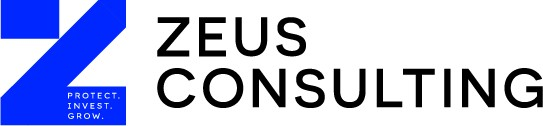 PROTECT.
INVEST.
GROW.
ZEUS
CONSULTING